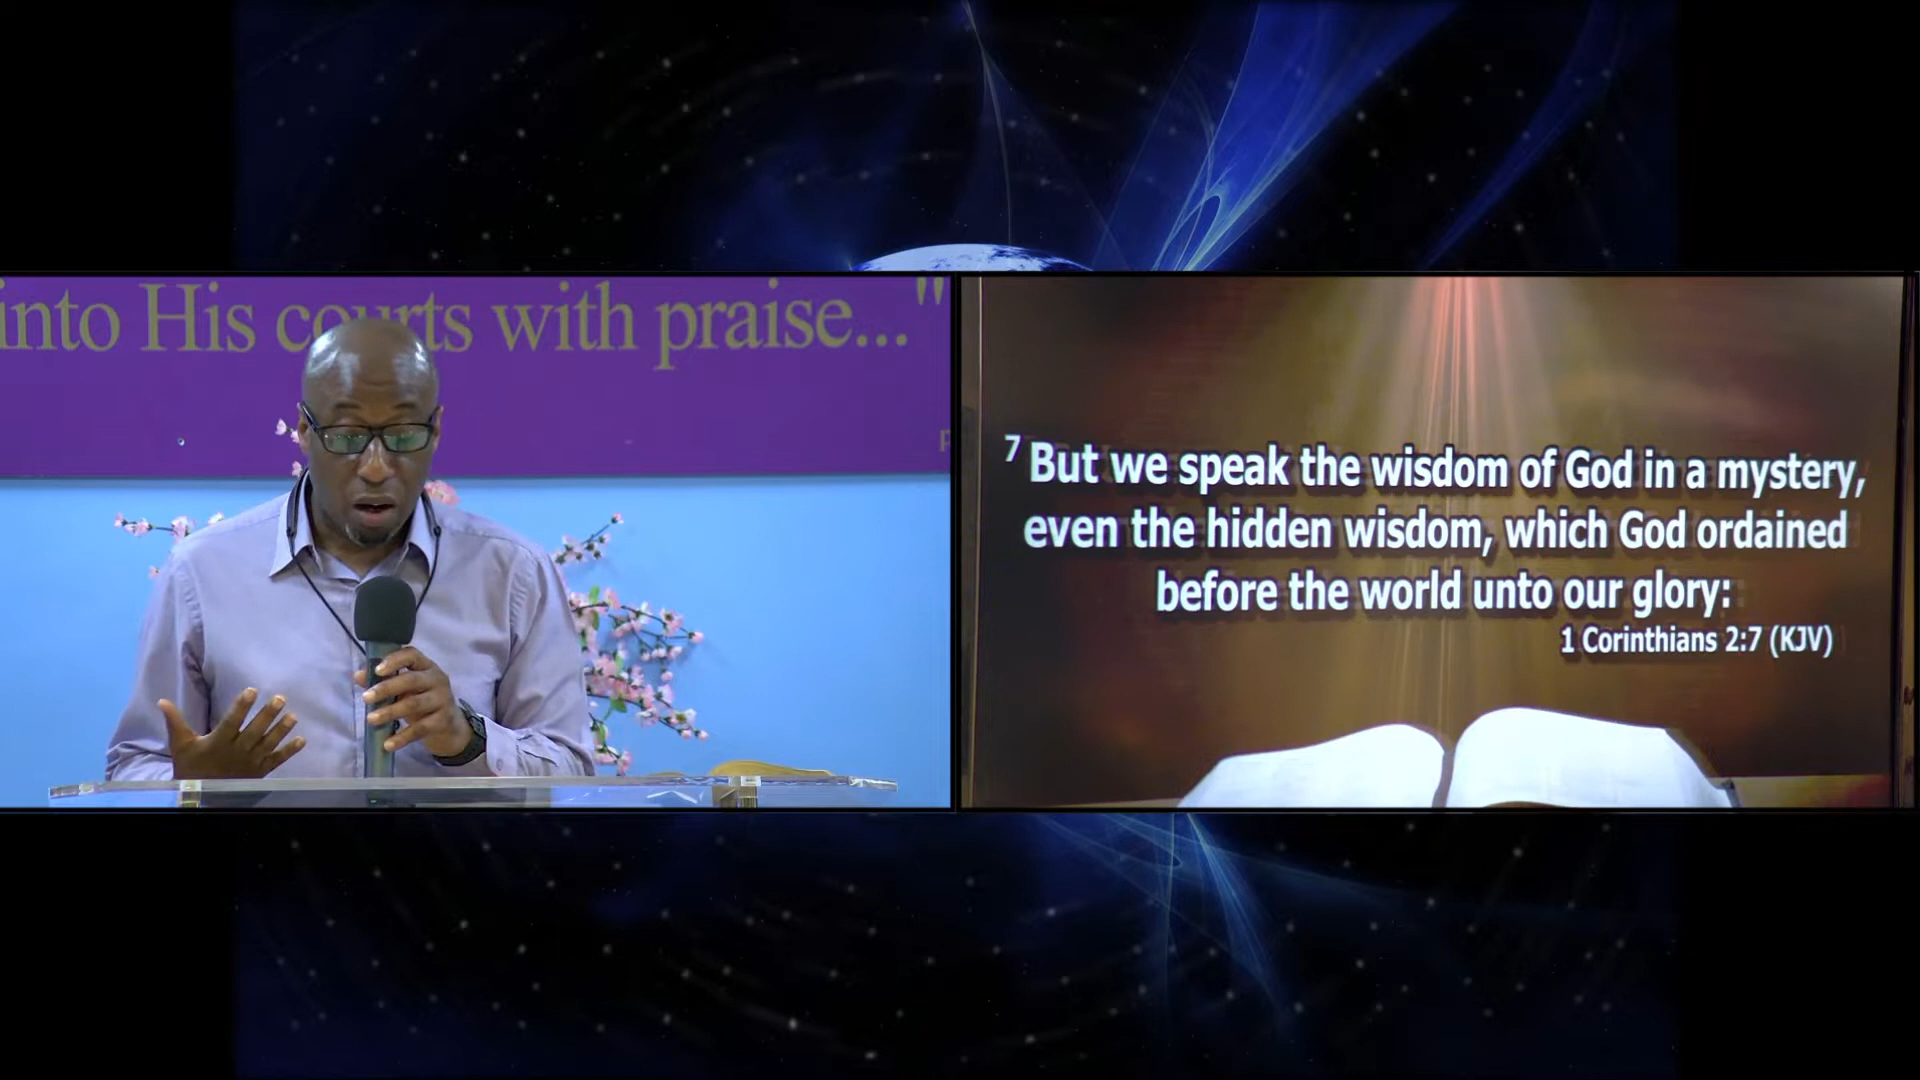 into His courts with praise..."
7 But we speak the wisdom of God in a mystery,
even the hidden wisdom, which God ordained
before the world unto our glory:
1 Corinthians 2:7 (KJV)